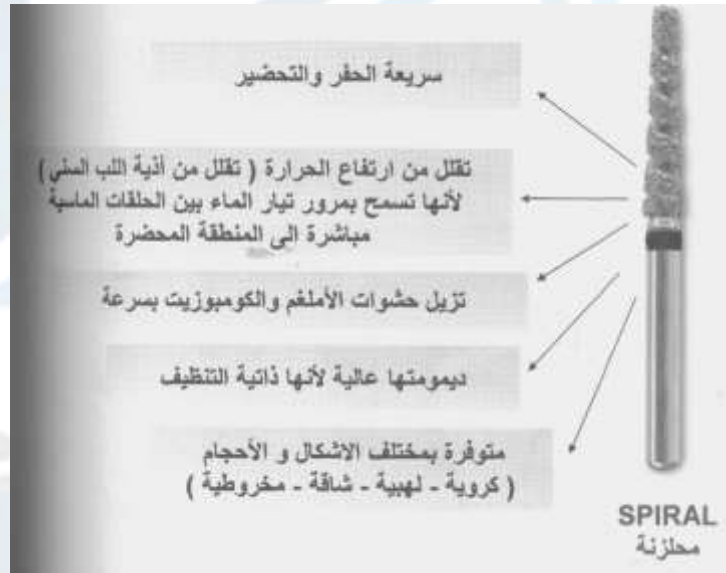 سريعة الحفر والتحضير
تقلل من ارتفاع الحرارة ( تقلل من أذية اللب السني )
لأنها تسمح بمرور تيار الماء بين الحلقات الماسية
مباشرة الى المنطقة المحضرة
تزيل حشوات الأملغم والكومبوزيت بسرعة
ديمومتها عالية لأنها ذاتية التنظيف
متوفرة بمختلف الاشكال و الأحجام
( كروية - لهبية - شاقة - مخروطية )
SPIRAL
محلزنة